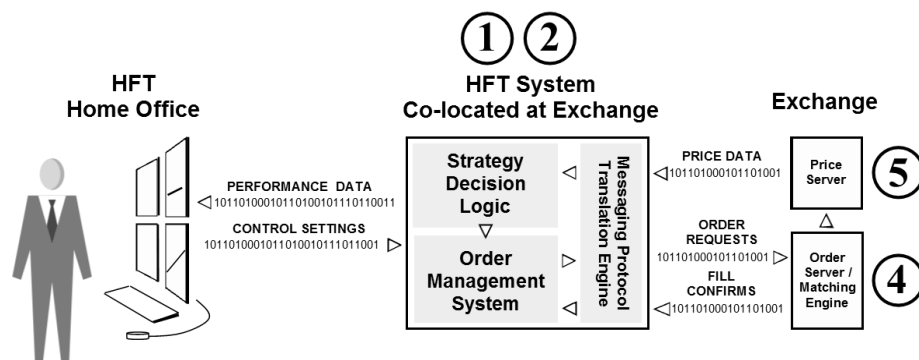 1 2
HFT
Home Office
HFT System
Co-located at Exchange
Exchange
PERFORMANCE DATA
10110100010110100101110110011
CONTROL SETTINGS
1011010001011010010111011001
Strategy
Decision
Logic
Order
Management
System
Messaging Protocol
Translation Engine
PRICE DATA
101101000101101001
ORDER
REQUESTS
101101000101101001
FILL
CONFIRMS
101101000101101001
Price
Server
5
Order
Server /
Matching
Engine
4